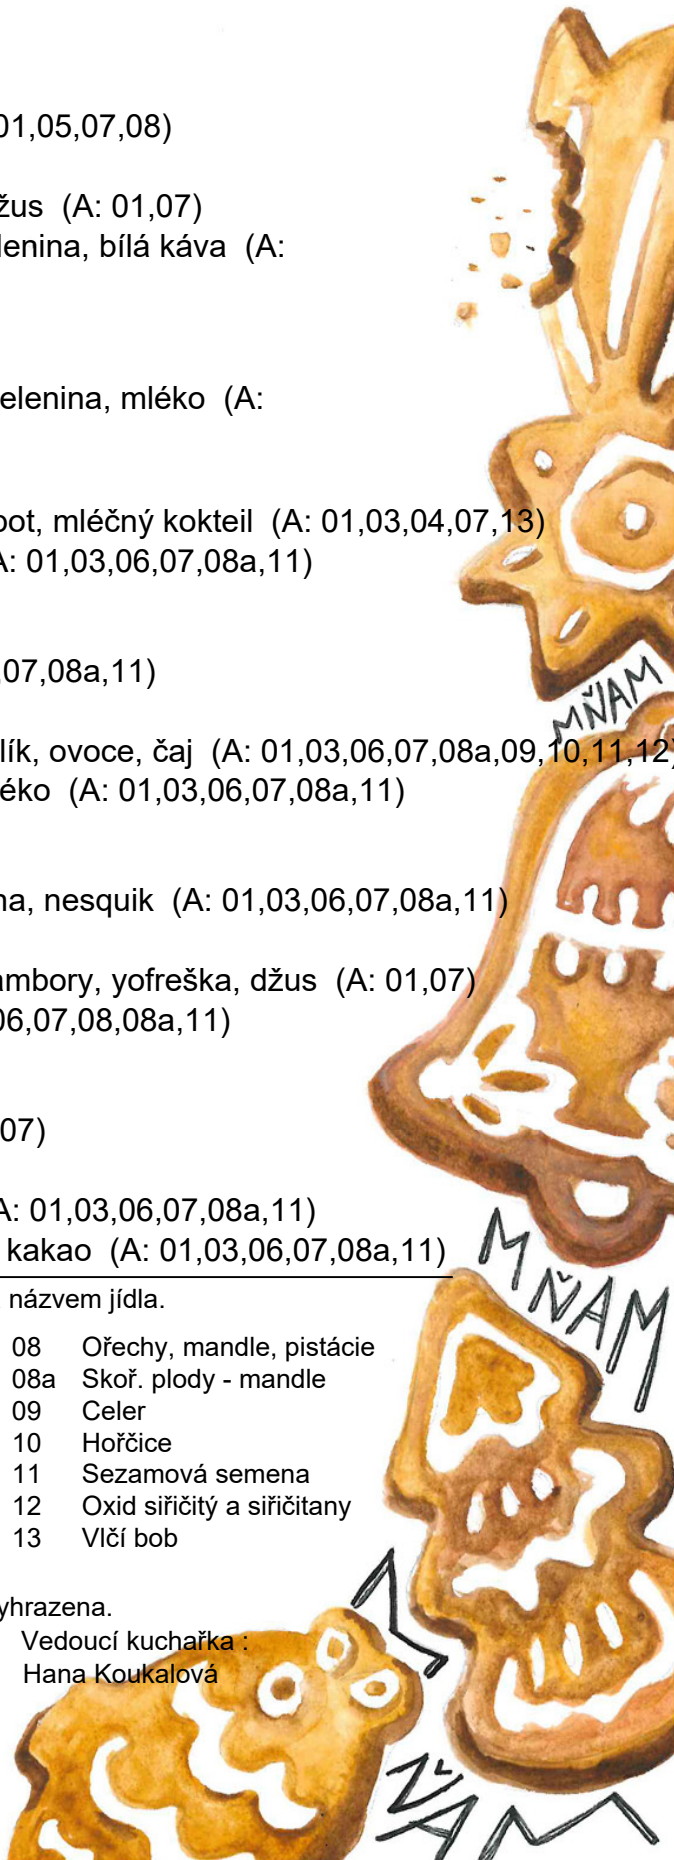 01,05,07,08)
žus (A: 01,07)
lenina, bílá káva (A:
elenina, mléko (A:
pot, mléčný kokteil (A: 01,03,04,07,13)
A: 01,03,06,07,08a,11)
,07,08a,11)
MŇAM
lík, ovoce, čaj (A: 01,03,06,07,08a,09,10,11,12)
léko (A: 01,03,06,07,08a,11)
na, nesquik (A: 01,03,06,07,08a,11)
ambory, yofreška, džus (A: 01,07)
06,07,08,08a,11)
07)
A: 01,03,06,07,08a,11)
kakao (A: 01,03,06,07,08a,11)
MŇAM
názvem jídla.
08 Ořechy, mandle, pistácie
08a Skoř. plody - mandle
09 Celer
10 Hořčice
11 Sezamová semena
12 Oxid siřičitý a siřičitany
13 Vlčí bob
yhrazena.
Vedoucí kuchařka :
Hana Koukalová
MŇAM